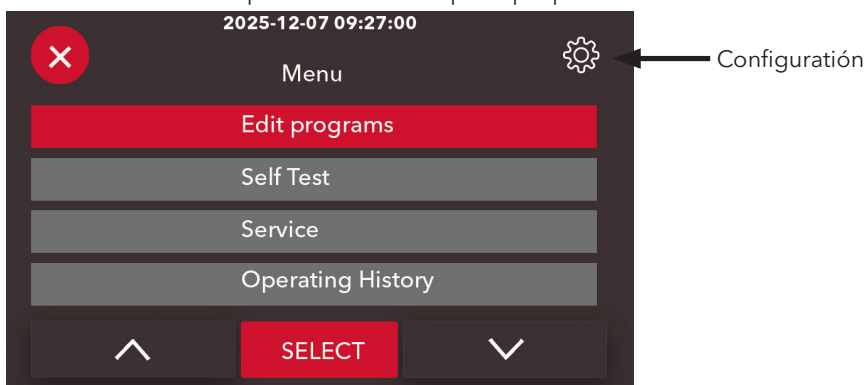 2025-12-07 09:27:00
Menu
Configuratión
Edit programs
Self Test
Service
Operating History
SELECT